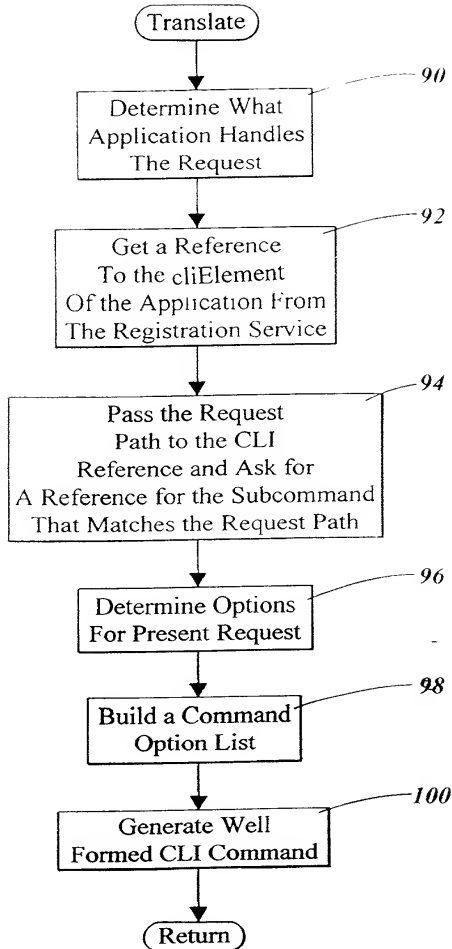 Translate
90
Determine What
Application Handles
The Request
92
Get a Reference
To the cliElement
Of the Application From
The Registration Service
94
Pass the Request
Path to the CLI
Reference and Ask for
A Reference for the Subcommand
That Matches the Request Path
96
Determine Options
For Present Request
98
Build a Command
Option List
100
Generate Well
Formed CLI Command
Return